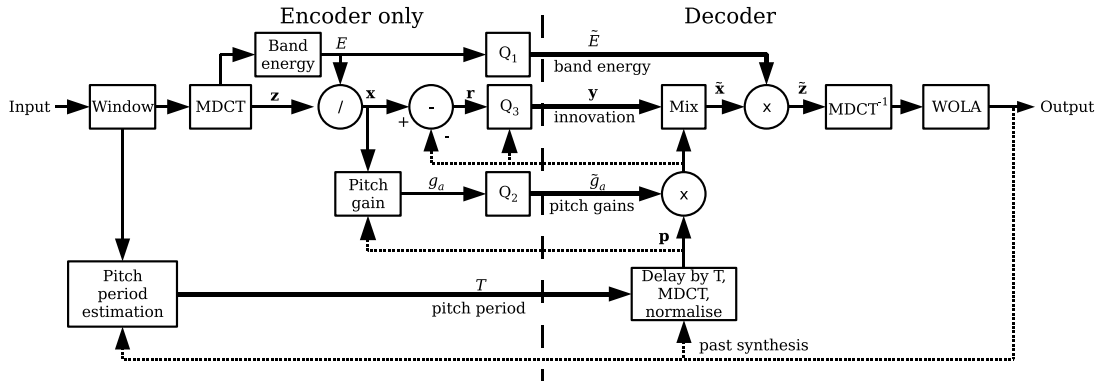 Encoder only
Decoder
Band
energy
E
Q1
Ẽ
band energy
Input
Window
MDCT
z
/
x
+
-
-
r
Q3
y
innovation
Mix
x̃
x
z̃
MDCT-1
WOLA
Output
Pitch
gain
ga
Q2
g̃a
pitch gains
x
p
Pitch
period
estimation
T
pitch period
Delay by T,
MDCT,
normalise
past synthesis